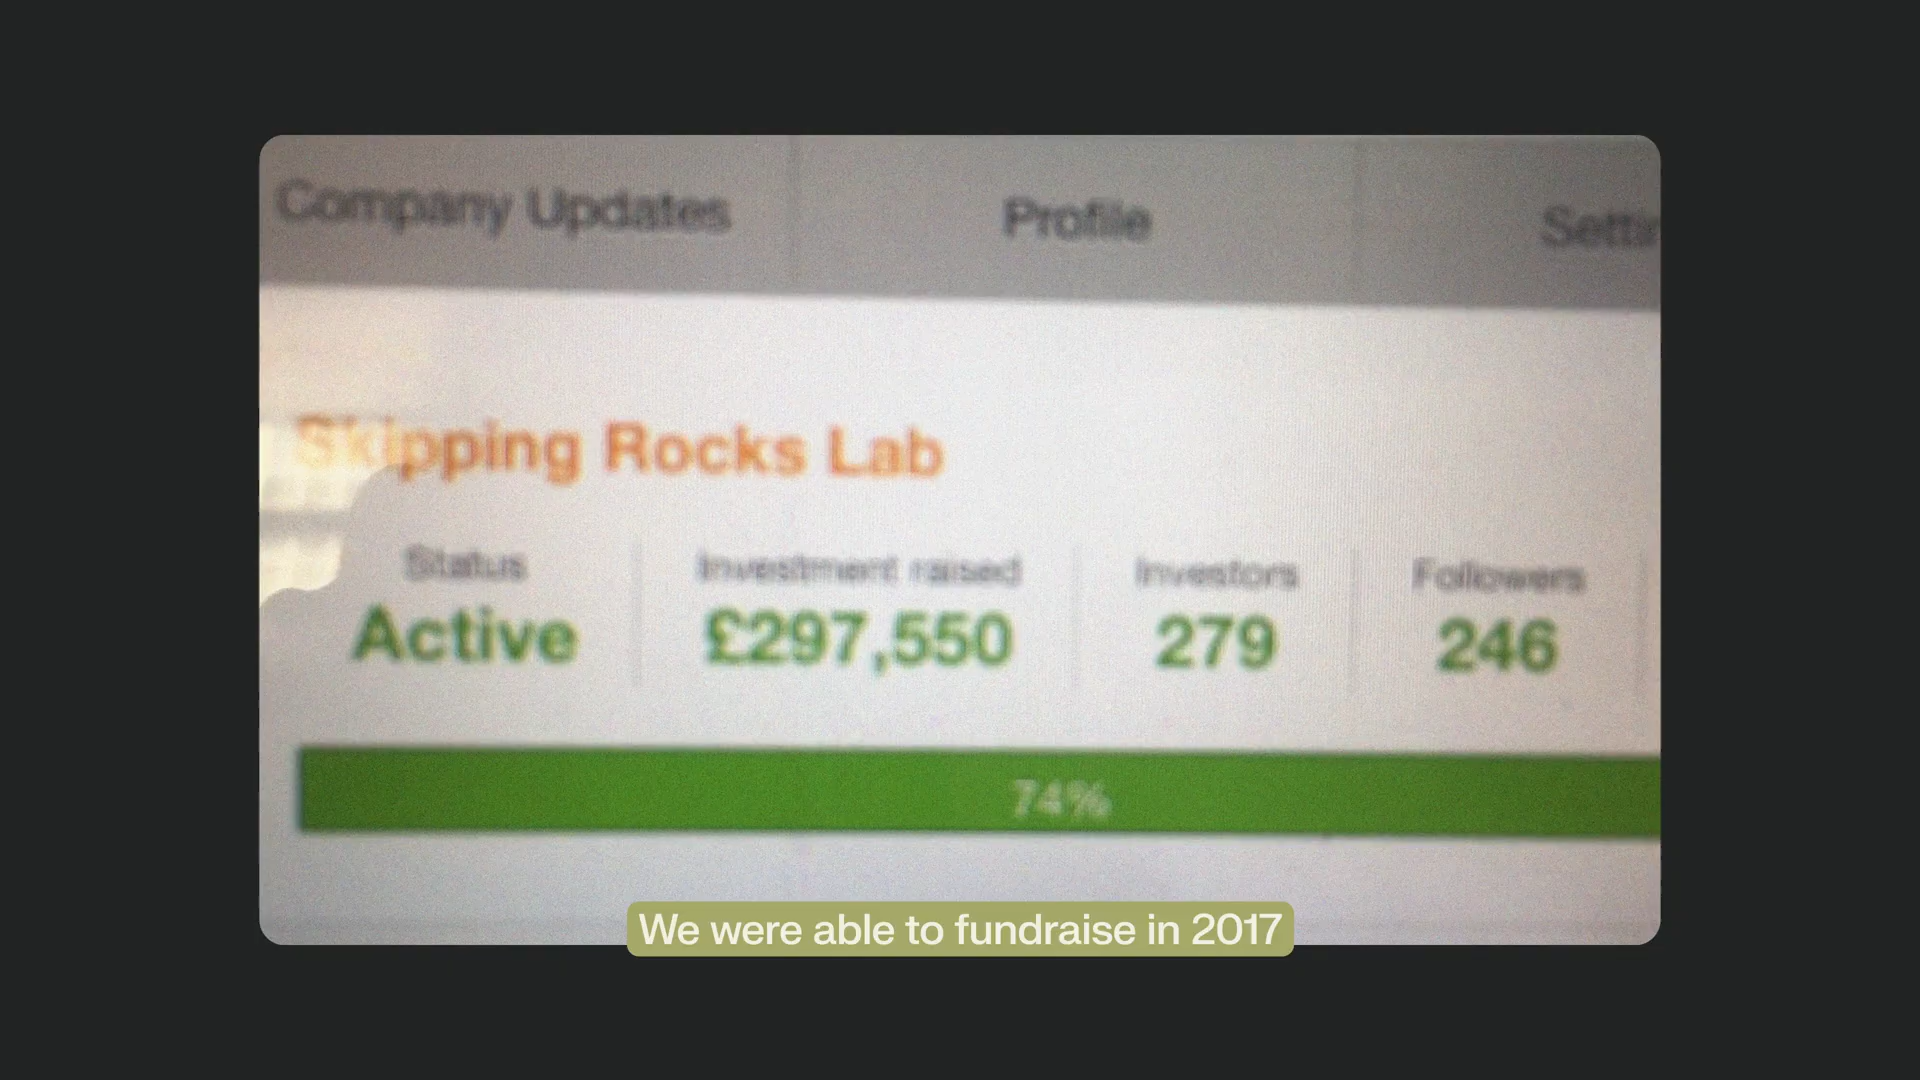 Company Updates Profile Settin
Skipping Rocks Lab
Status Investment raised Investors Followers
Active £297,550 279 246
74%
We were able to fundraise in 2017